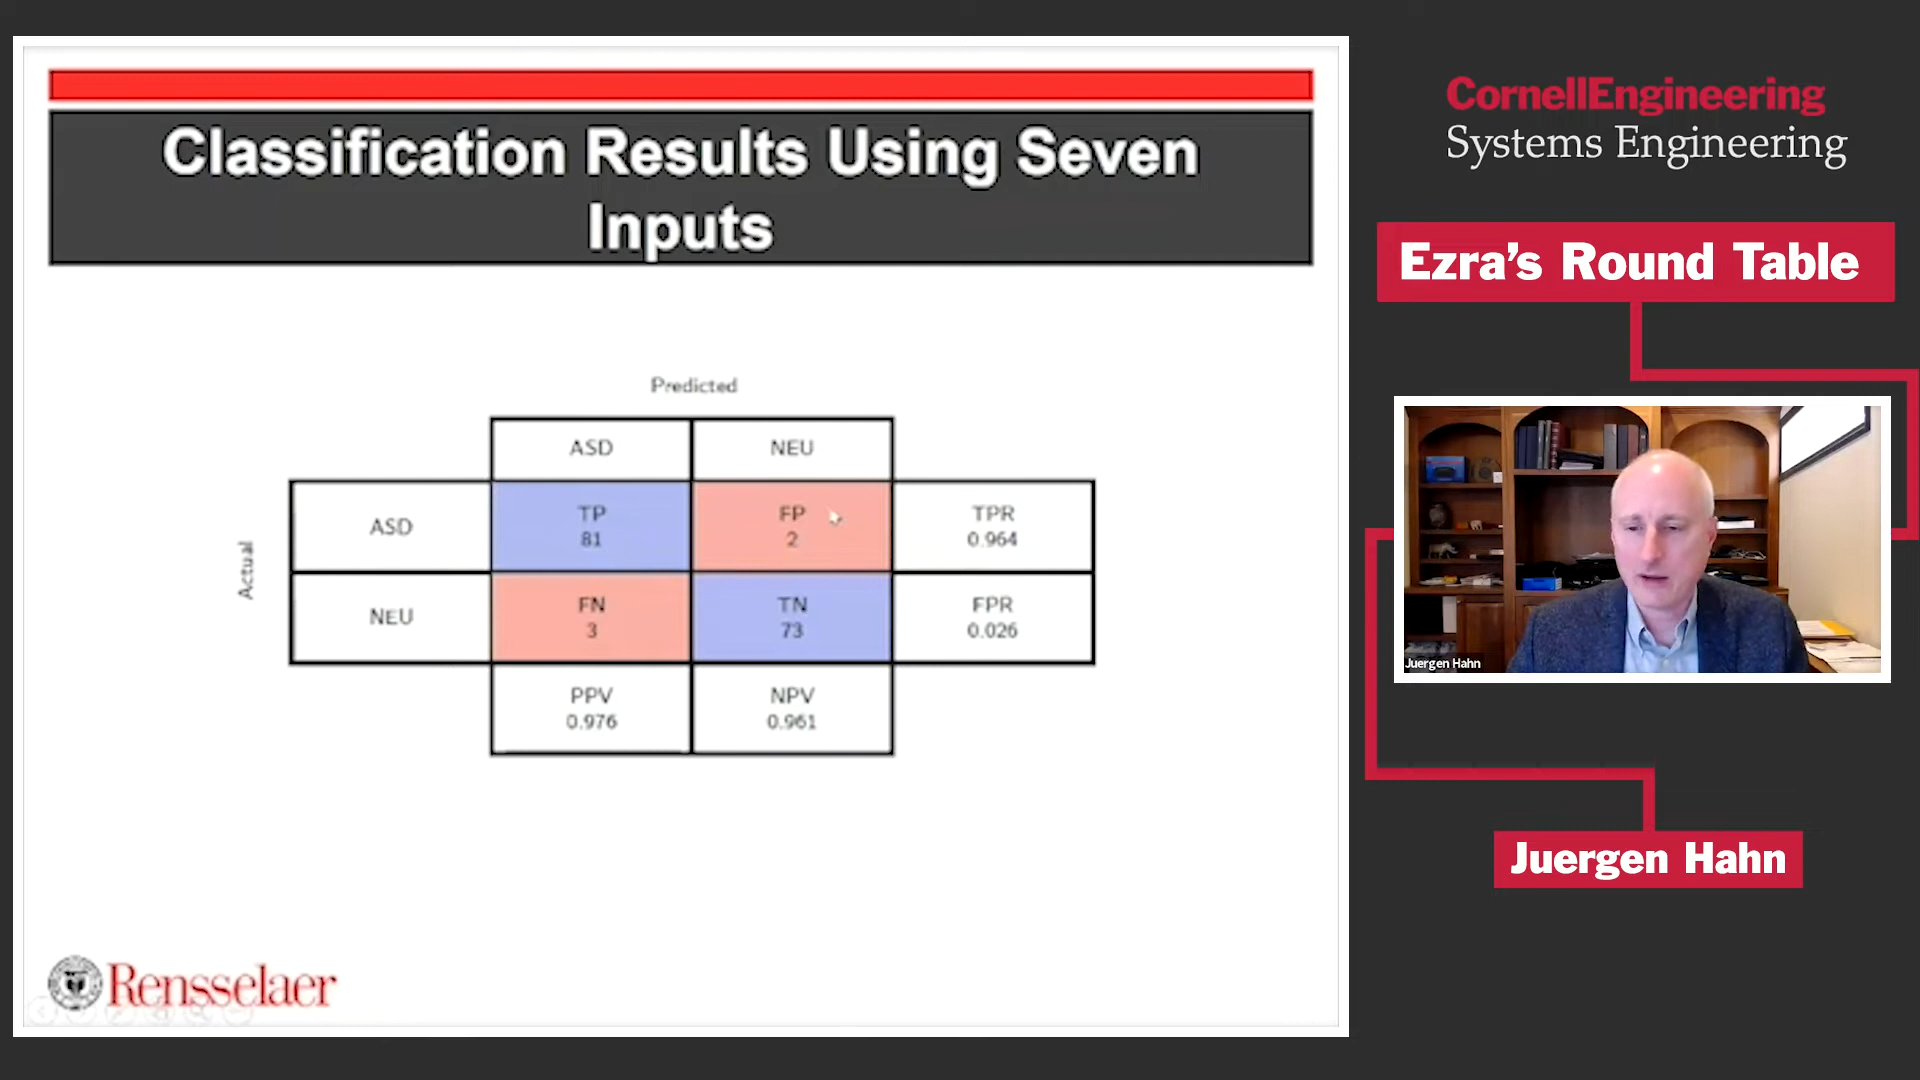 Classification Results Using Seven
Inputs
Predicted
ASD
NEU
Actual
ASD
TP
81
FP
2
TPR
0.964
NEU
FN
3
TN
73
FPR
0.026
PPV
0.976
NPV
0.961
Rensselaer
CornellEngineering
Systems Engineering
Ezra's Round Table
Juergen Hahn
Juergen Hahn